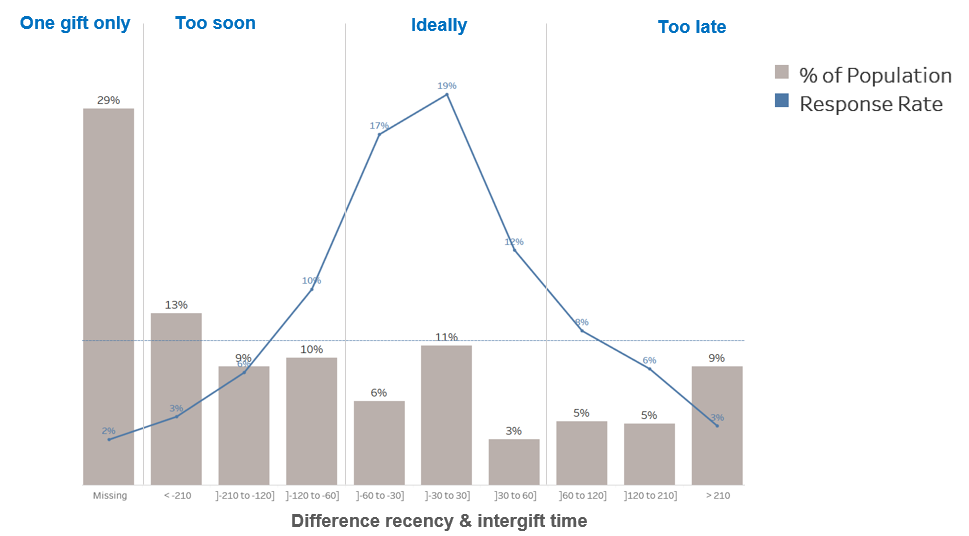 One gift only
Too soon
Ideally
Too late
% of Population
Response Rate
29%
13%
9%
10%
6%
11%
3%
5%
5%
9%
2%
3%
6%
10%
17%
19%
12%
8%
6%
3%
Missing
< -210
]-210 to -120]
]-120 to -60]
]-60 to -30]
]-30 to 30]
]30 to 60]
]60 to 120]
]120 to 210]
> 210
Difference recency & intergift time